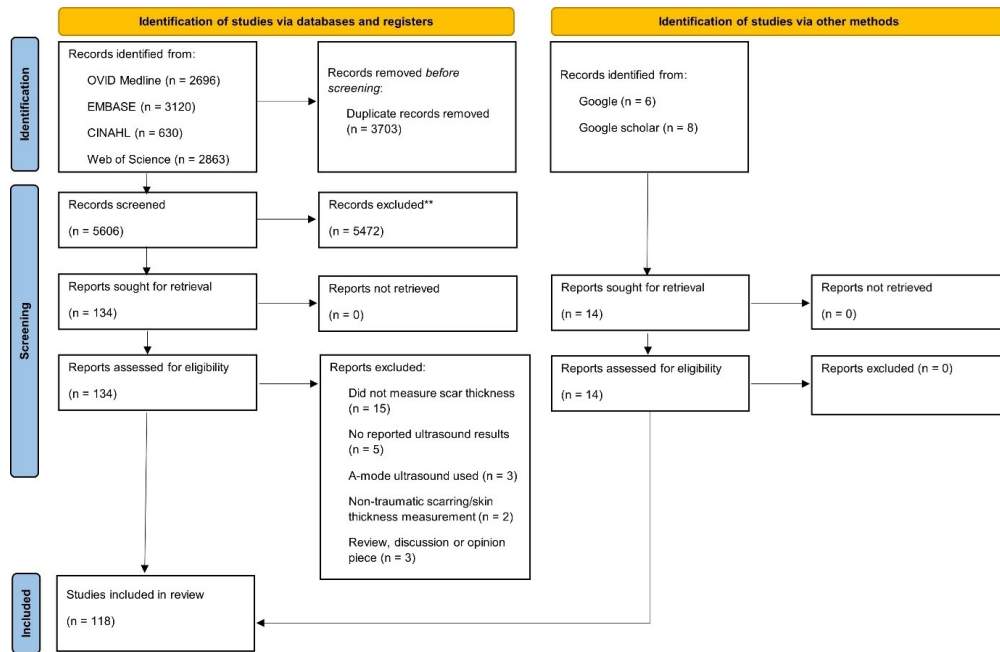 Identification of studies via databases and registers
Identification of studies via other methods
Identification
Records identified from:
OVID Medline (n = 2696)
EMBASE (n = 3120)
CINAHL (n = 630)
Web of Science (n = 2863)
Records removed before
screening:
Duplicate records removed
(n = 3703)
Records identified from:
Google (n = 6)
Google scholar (n = 8)
Screening
Records screened
(n = 5606)
Records excluded**
(n = 5472)
Reports sought for retrieval
(n = 134)
Reports not retrieved
(n = 0)
Reports sought for retrieval
(n = 14)
Reports not retrieved
(n = 0)
Reports assessed for eligibility
(n = 134)
Reports excluded:
Did not measure scar thickness
(n = 15)
No reported ultrasound results
(n = 5)
A-mode ultrasound used (n = 3)
Non-traumatic scarring/skin
thickness measurement (n = 2)
Review, discussion or opinion
piece (n = 3)
Reports assessed for eligibility
(n = 14)
Reports excluded (n = 0)
Included
Studies included in review
(n = 118)